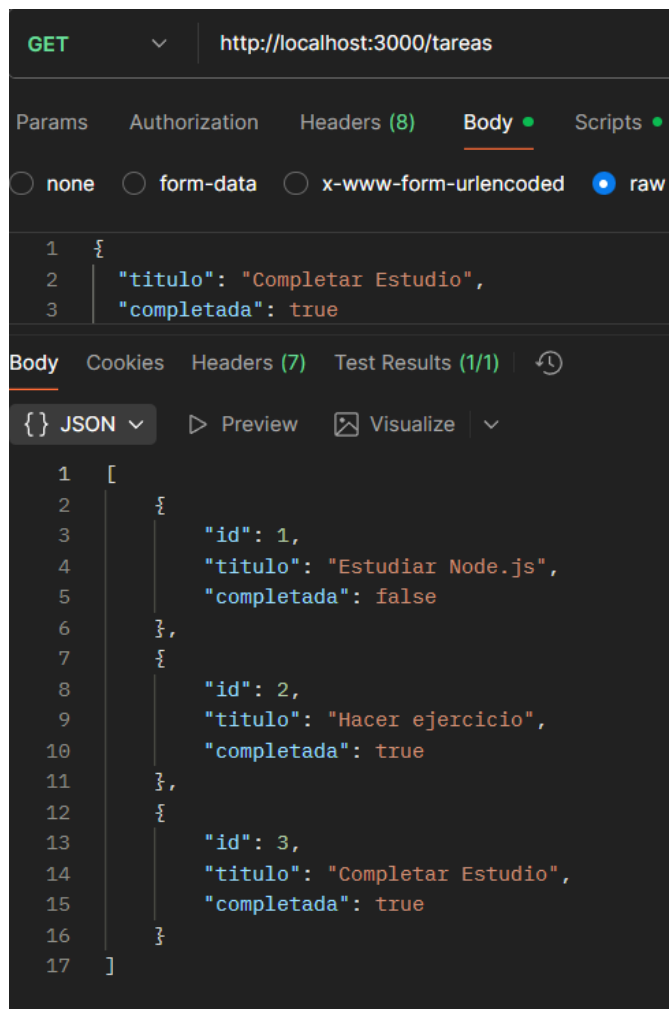 GET http://localhost:3000/tareas
Params Authorization Headers (8) Body Scripts
none form-data x-www-form-urlencoded raw
1 {
2 "titulo": "Completar Estudio",
3 "completada": true
Body Cookies Headers (7) Test Results (1/1)
{} JSON Preview Visualize
1 [
2 {
3 "id": 1,
4 "titulo": "Estudiar Node.js",
5 "completada": false
6 },
7 {
8 "id": 2,
9 "titulo": "Hacer ejercicio",
10 "completada": true
11 },
12 {
13 "id": 3,
14 "titulo": "Completar Estudio",
15 "completada": true
16 }
17 ]